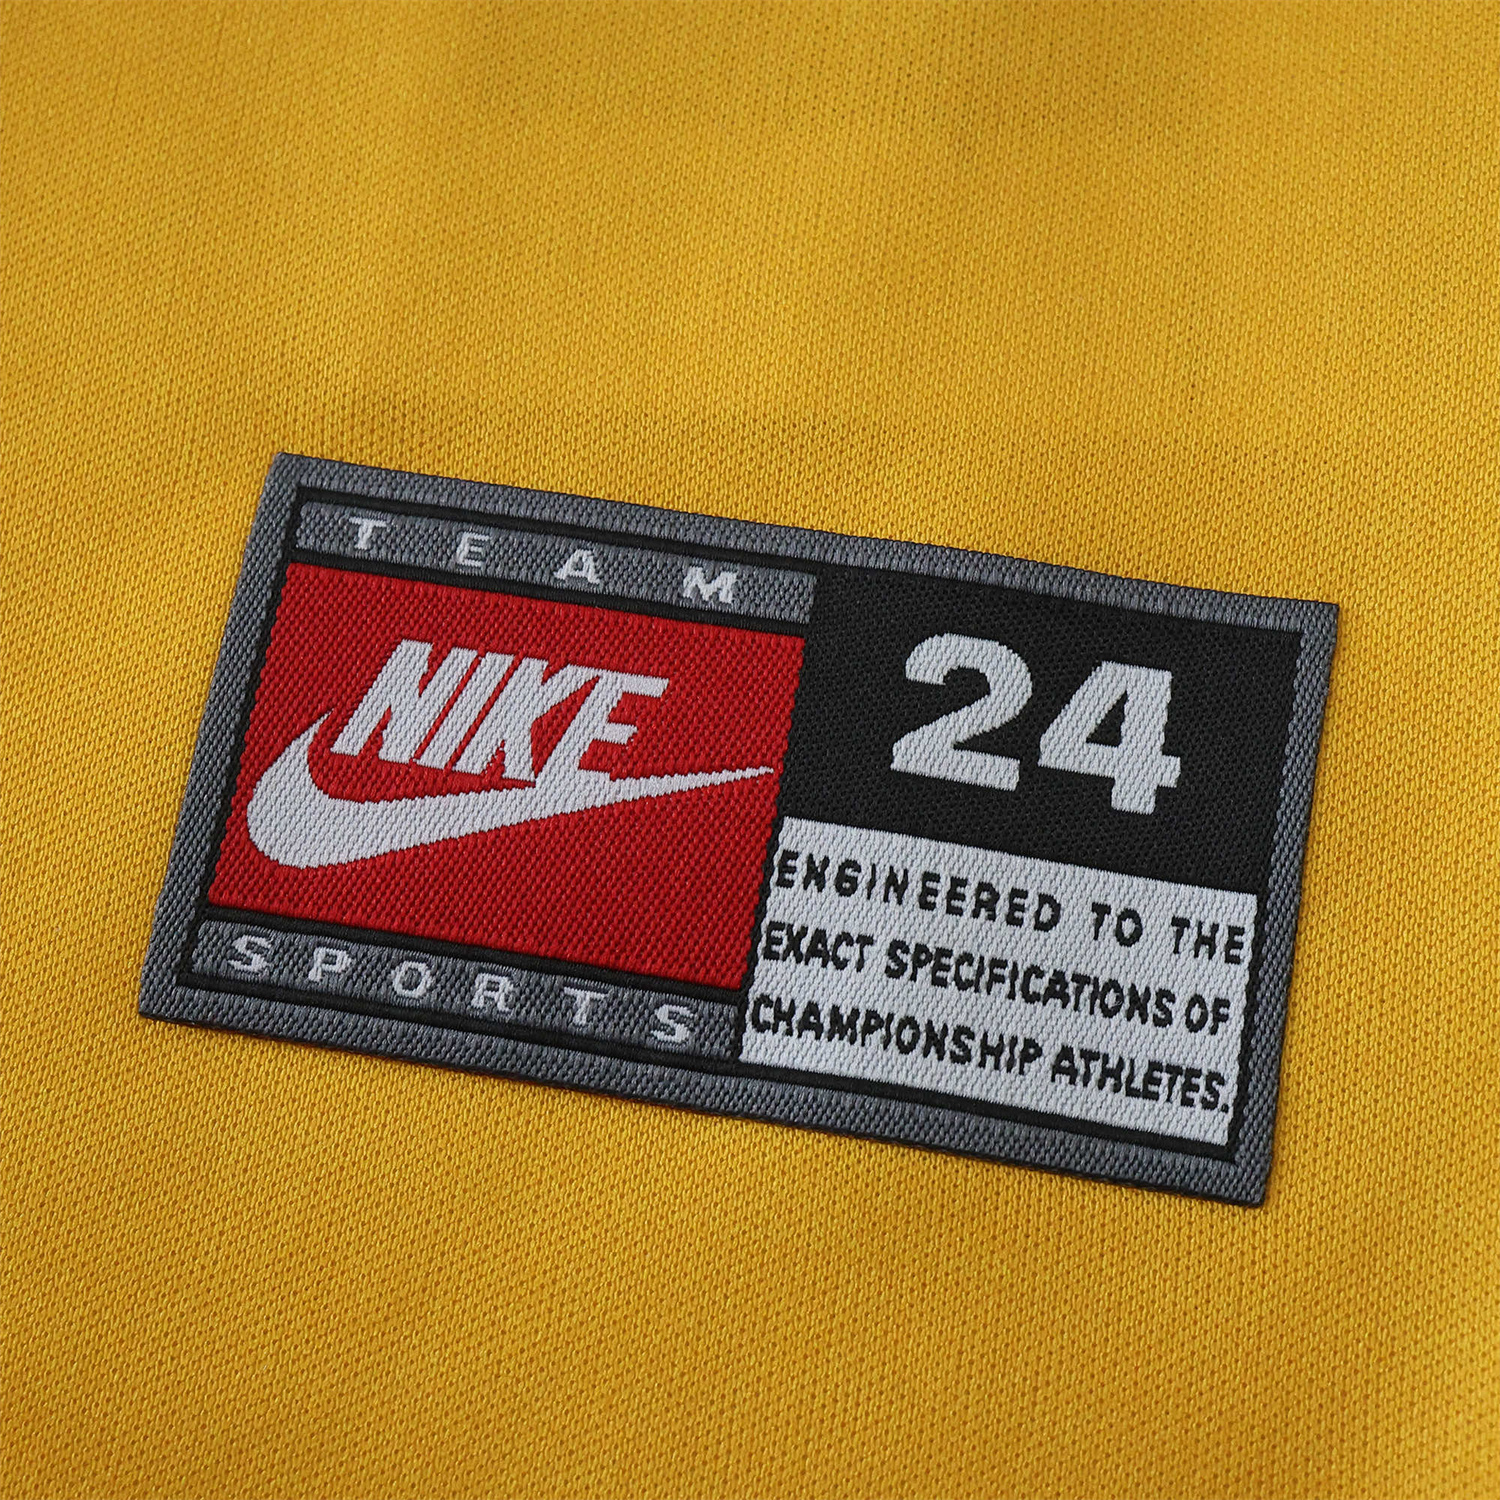 TEAM
NIKE
SPORTS
24
ENGINEERED TO THE
EXACT SPECIFICATIONS OF
CHAMPIONSHIP ATHLETES.